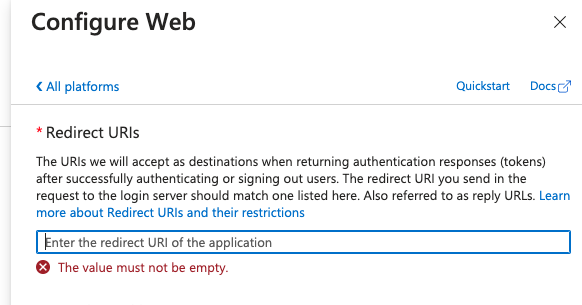 Configure Web
All platforms
Quickstart Docs
* Redirect URIs
The URIs we will accept as destinations when returning authentication responses (tokens)
after successfully authenticating or signing out users. The redirect URI you send in the
request to the login server should match one listed here. Also referred to as reply URLs. Learn
more about Redirect URIs and their restrictions
Enter the redirect URI of the application
The value must not be empty.